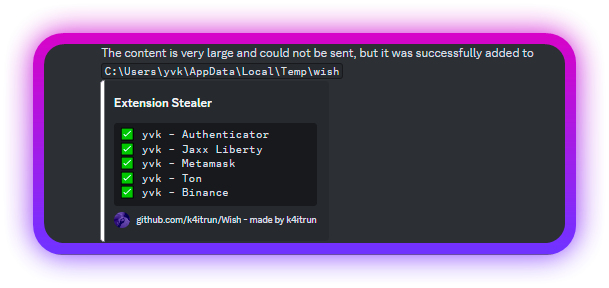 The content is very large and could not be sent, but it was successfully added to
C:\Users\yvk\AppData\Local\Temp\wish
Extension Stealer
✅ yvk - Authenticator
✅ yvk - Jaxx Liberty
✅ yvk - Metamask
✅ yvk - Ton
✅ yvk - Binance
github.com/k4itrun/Wish - made by k4itrun